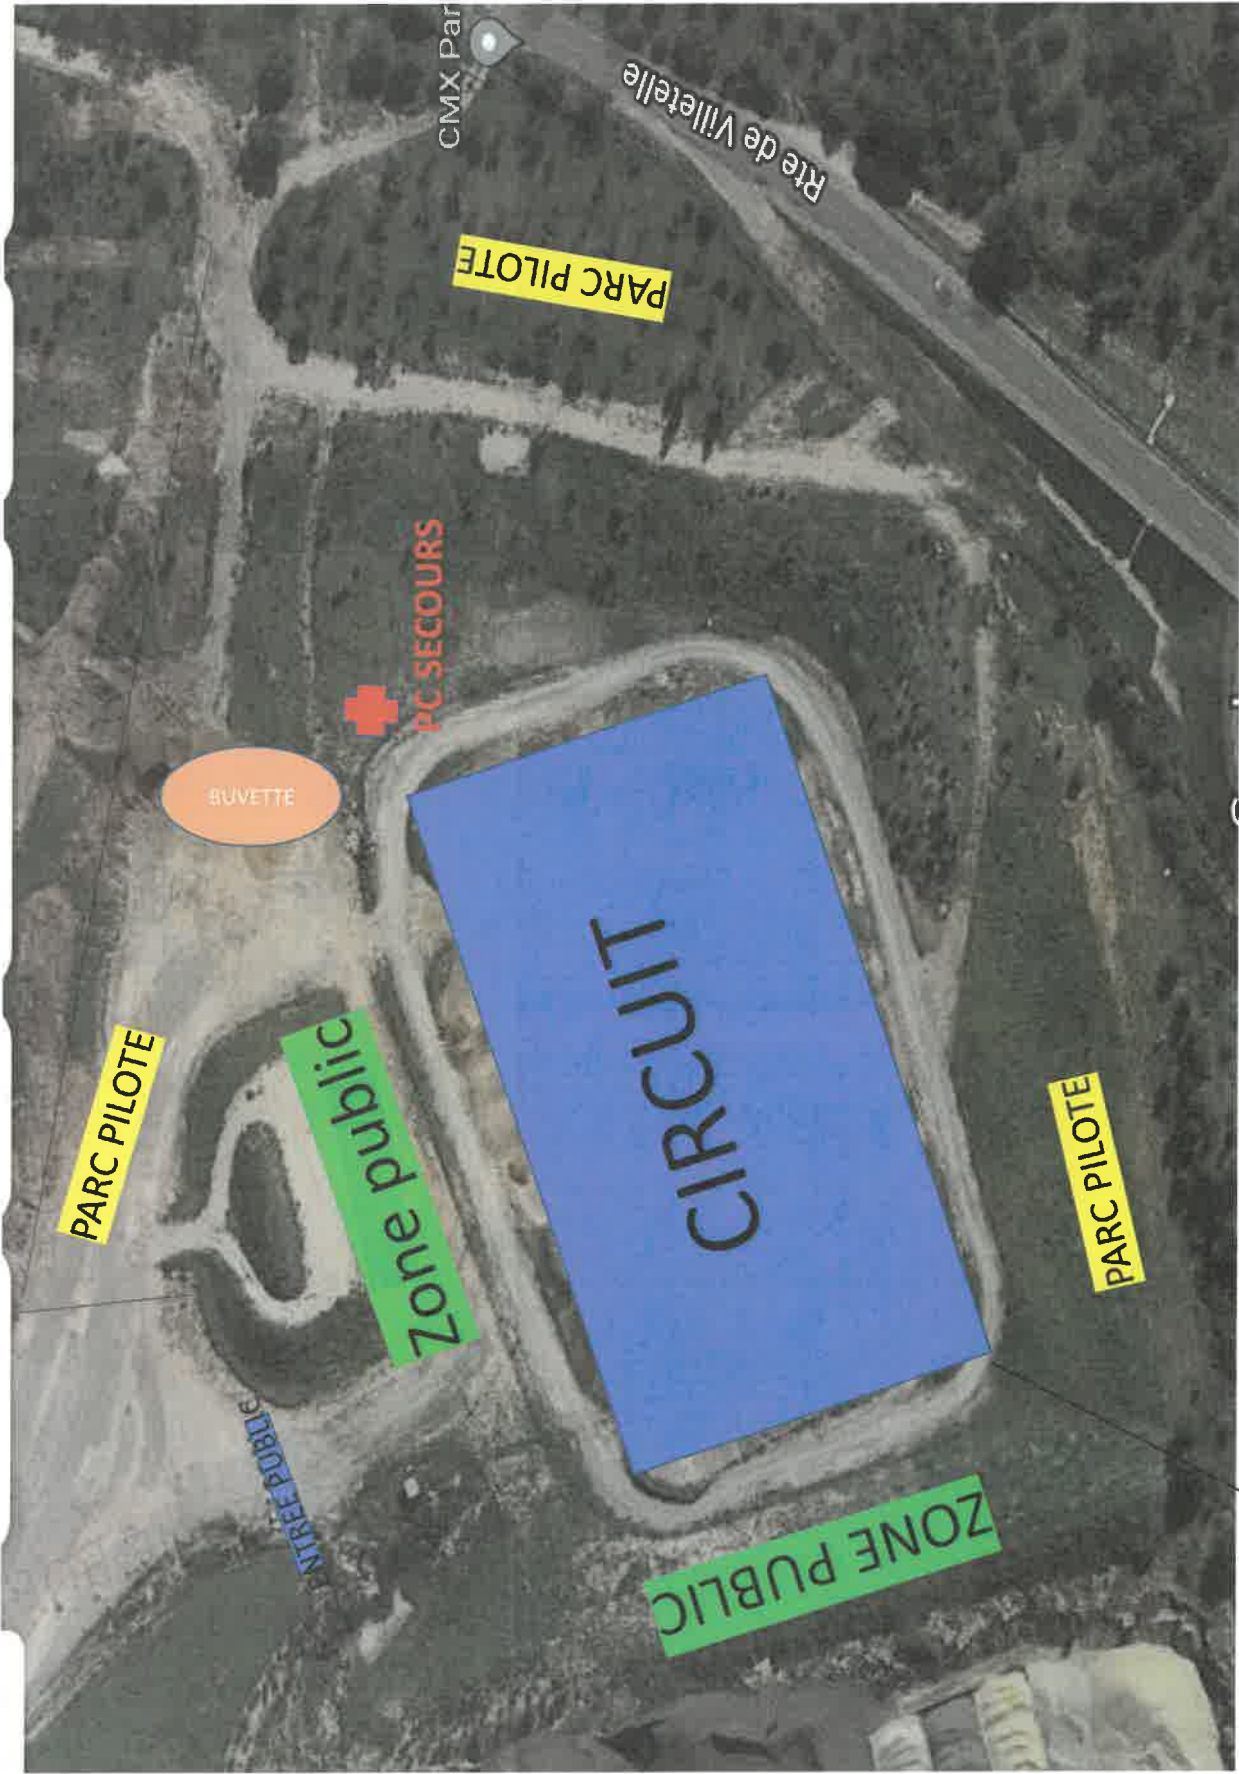 CMX Par
Rte de Villetelle
PARC PILOTE
PC SECOURS
BUVETTE
PARC PILOTE
Zone public
CIRCUIT
PARC PILOTE
ENTREE PUBLIC
ZONE PUBLIC